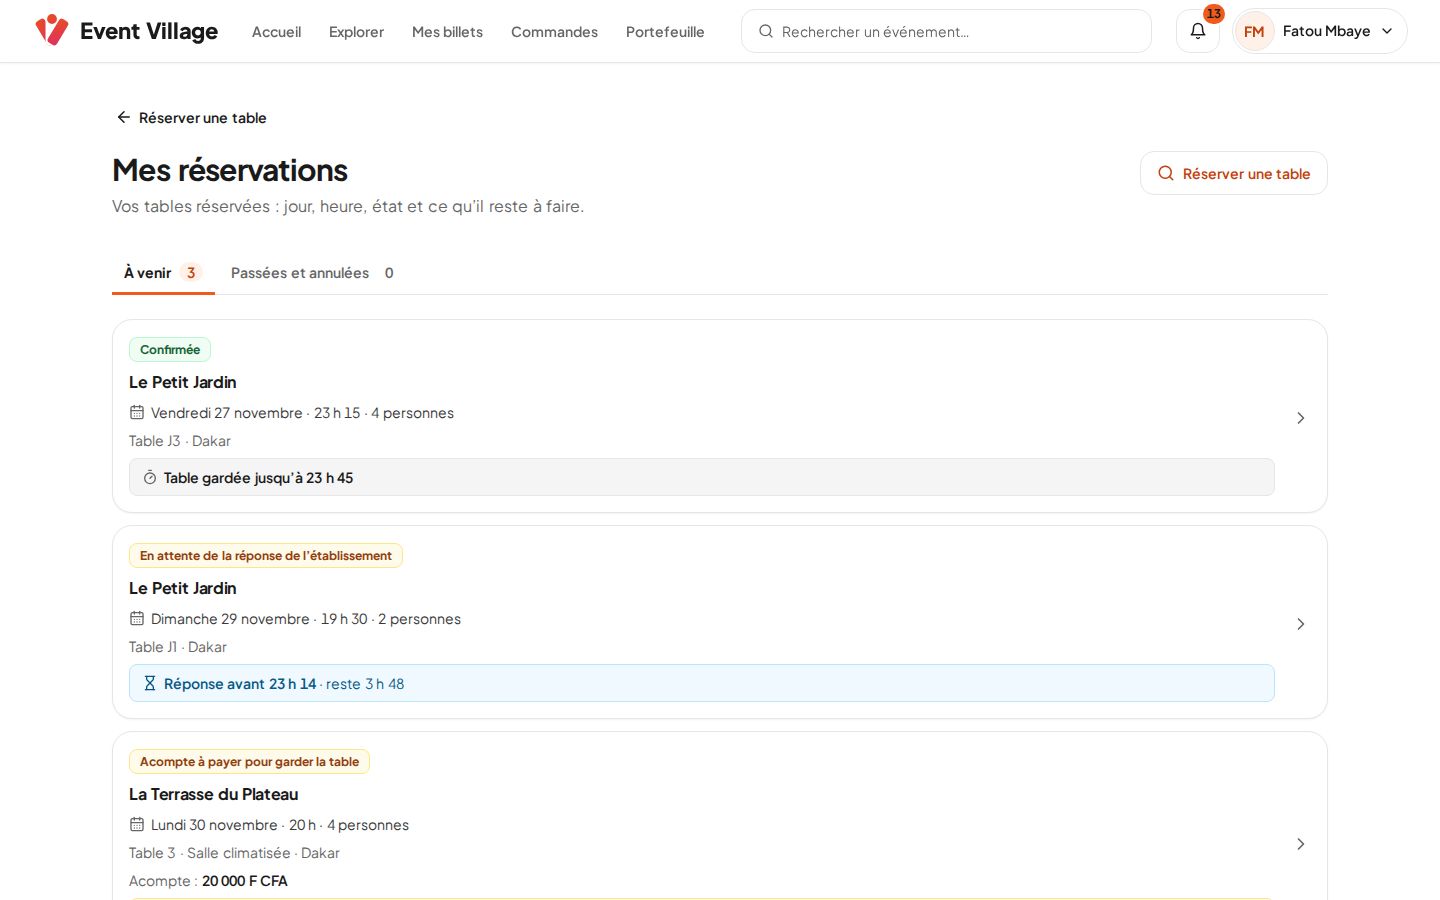 Event Village
Accueil
Explorer
Mes billets
Commandes
Portefeuille
Rechercher un événement…
13
FM
Fatou Mbaye
Réserver une table
Mes réservations
Réserver une table
Vos tables réservées : jour, heure, état et ce qu’il reste à faire.
À venir 3
Passées et annulées 0
Confirmée
Le Petit Jardin
Vendredi 27 novembre · 23 h 15 · 4 personnes
Table J3 · Dakar
Table gardée jusqu’à 23 h 45
En attente de la réponse de l’établissement
Le Petit Jardin
Dimanche 29 novembre · 19 h 30 · 2 personnes
Table J1 · Dakar
Réponse avant 23 h 14 · reste 3 h 48
Acompte à payer pour garder la table
La Terrasse du Plateau
Lundi 30 novembre · 20 h · 4 personnes
Table 3 · Salle climatisée · Dakar
Acompte : 20 000 F CFA